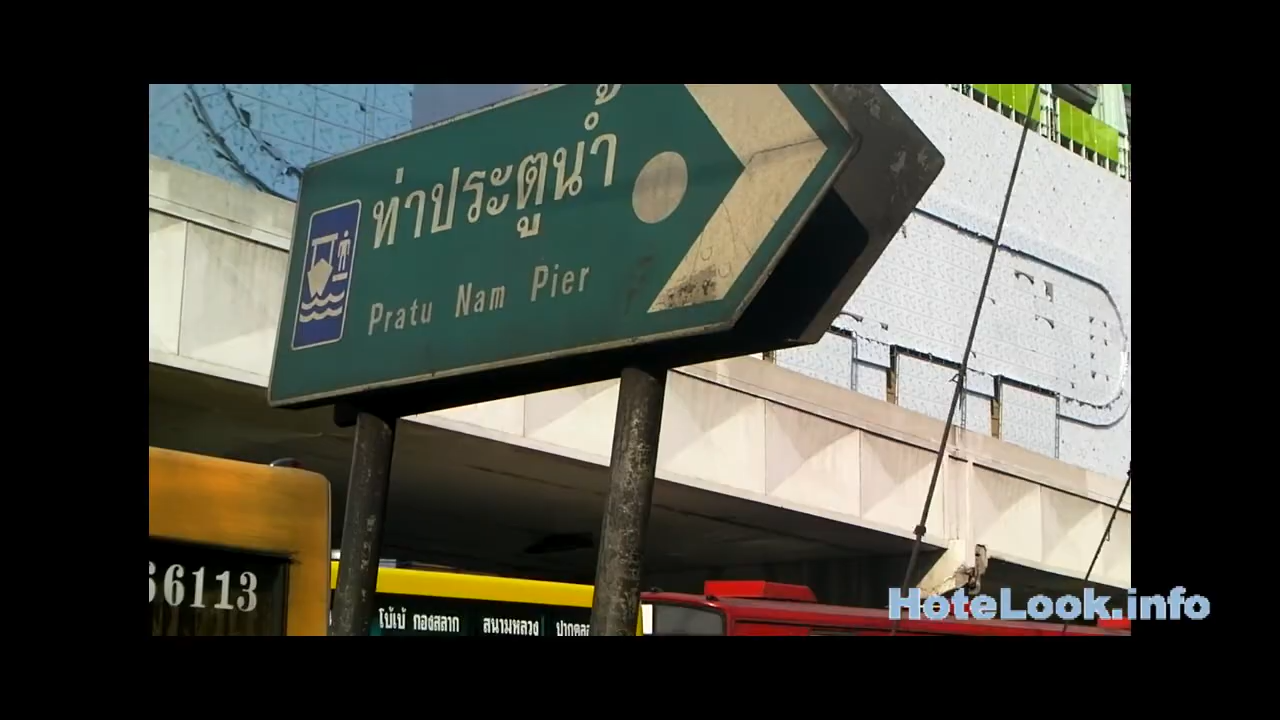 ท่าประตูน้ำ
Pratu Nam Pier
66113
โบ๊เบ๊ กองสลาก สนามหลวง
HoteLook.info